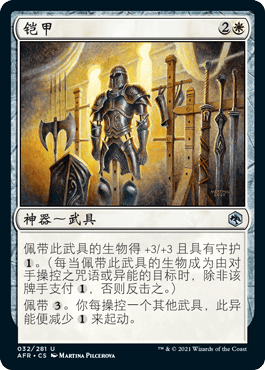 铠甲 2
神器～武具
佩带此武具的生物得 +3/+3 且具有守护
1。（每当佩带此武具的生物成为由对
手操控之咒语或异能的目标时，除非该
牌手支付 1，否则反击之。）
佩带 3。你每操控一个其他武具，此异
能便减少 1 来起动。
032/281 U
AFR • CS MARTINA PILCEROVA
™ & © 2021 Wizards of the Coast